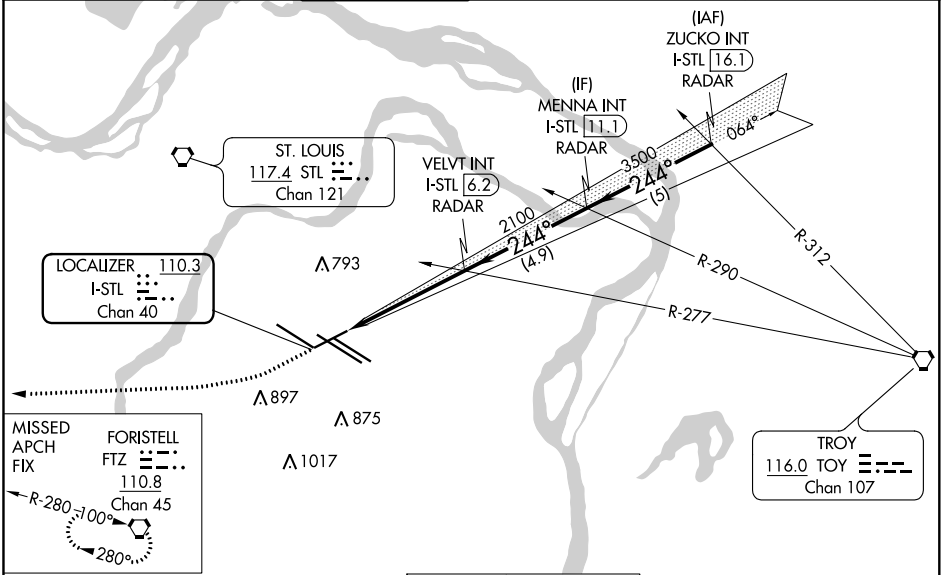 (IAF)
ZUCKO INT
I-STL 16.1
RADAR
(IF)
MENNA INT
I-STL 11.1
RADAR
064°
3500
244°
(5)
ST. LOUIS
117.4 STL
Chan 121
VELVT INT
I-STL 6.2
RADAR
2100
244°
(4.9)
R-312
R-290
R-277
LOCALIZER 110.3
I-STL
Chan 40
793
897
875
1017
MISSED
APCH
FIX
FORISTELL
FTZ
110.8
Chan 45
R-280
100°
280°
TROY
116.0 TOY
Chan 107